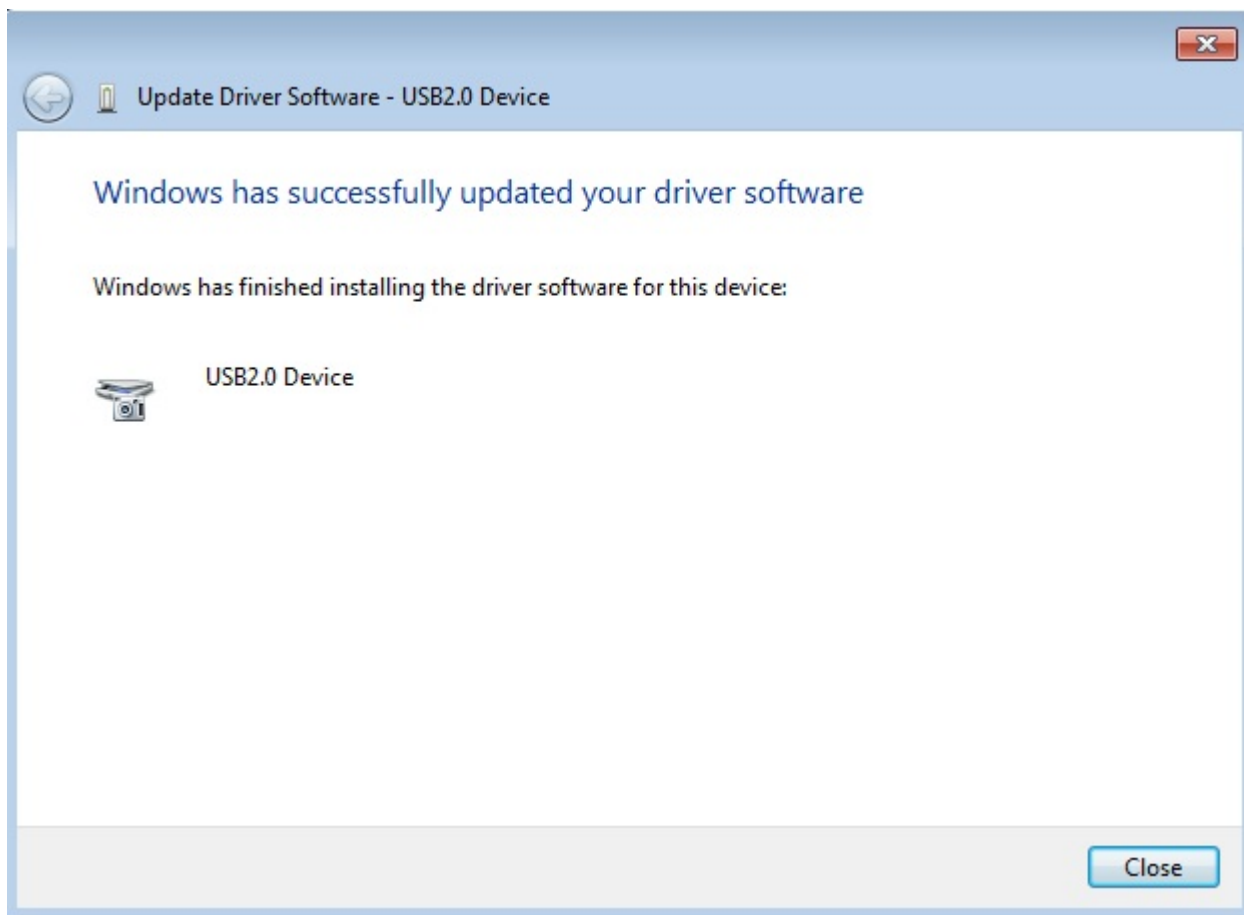 Update Driver Software - USB2.0 Device
Windows has successfully updated your driver software
Windows has finished installing the driver software for this device:
USB2.0 Device
Close